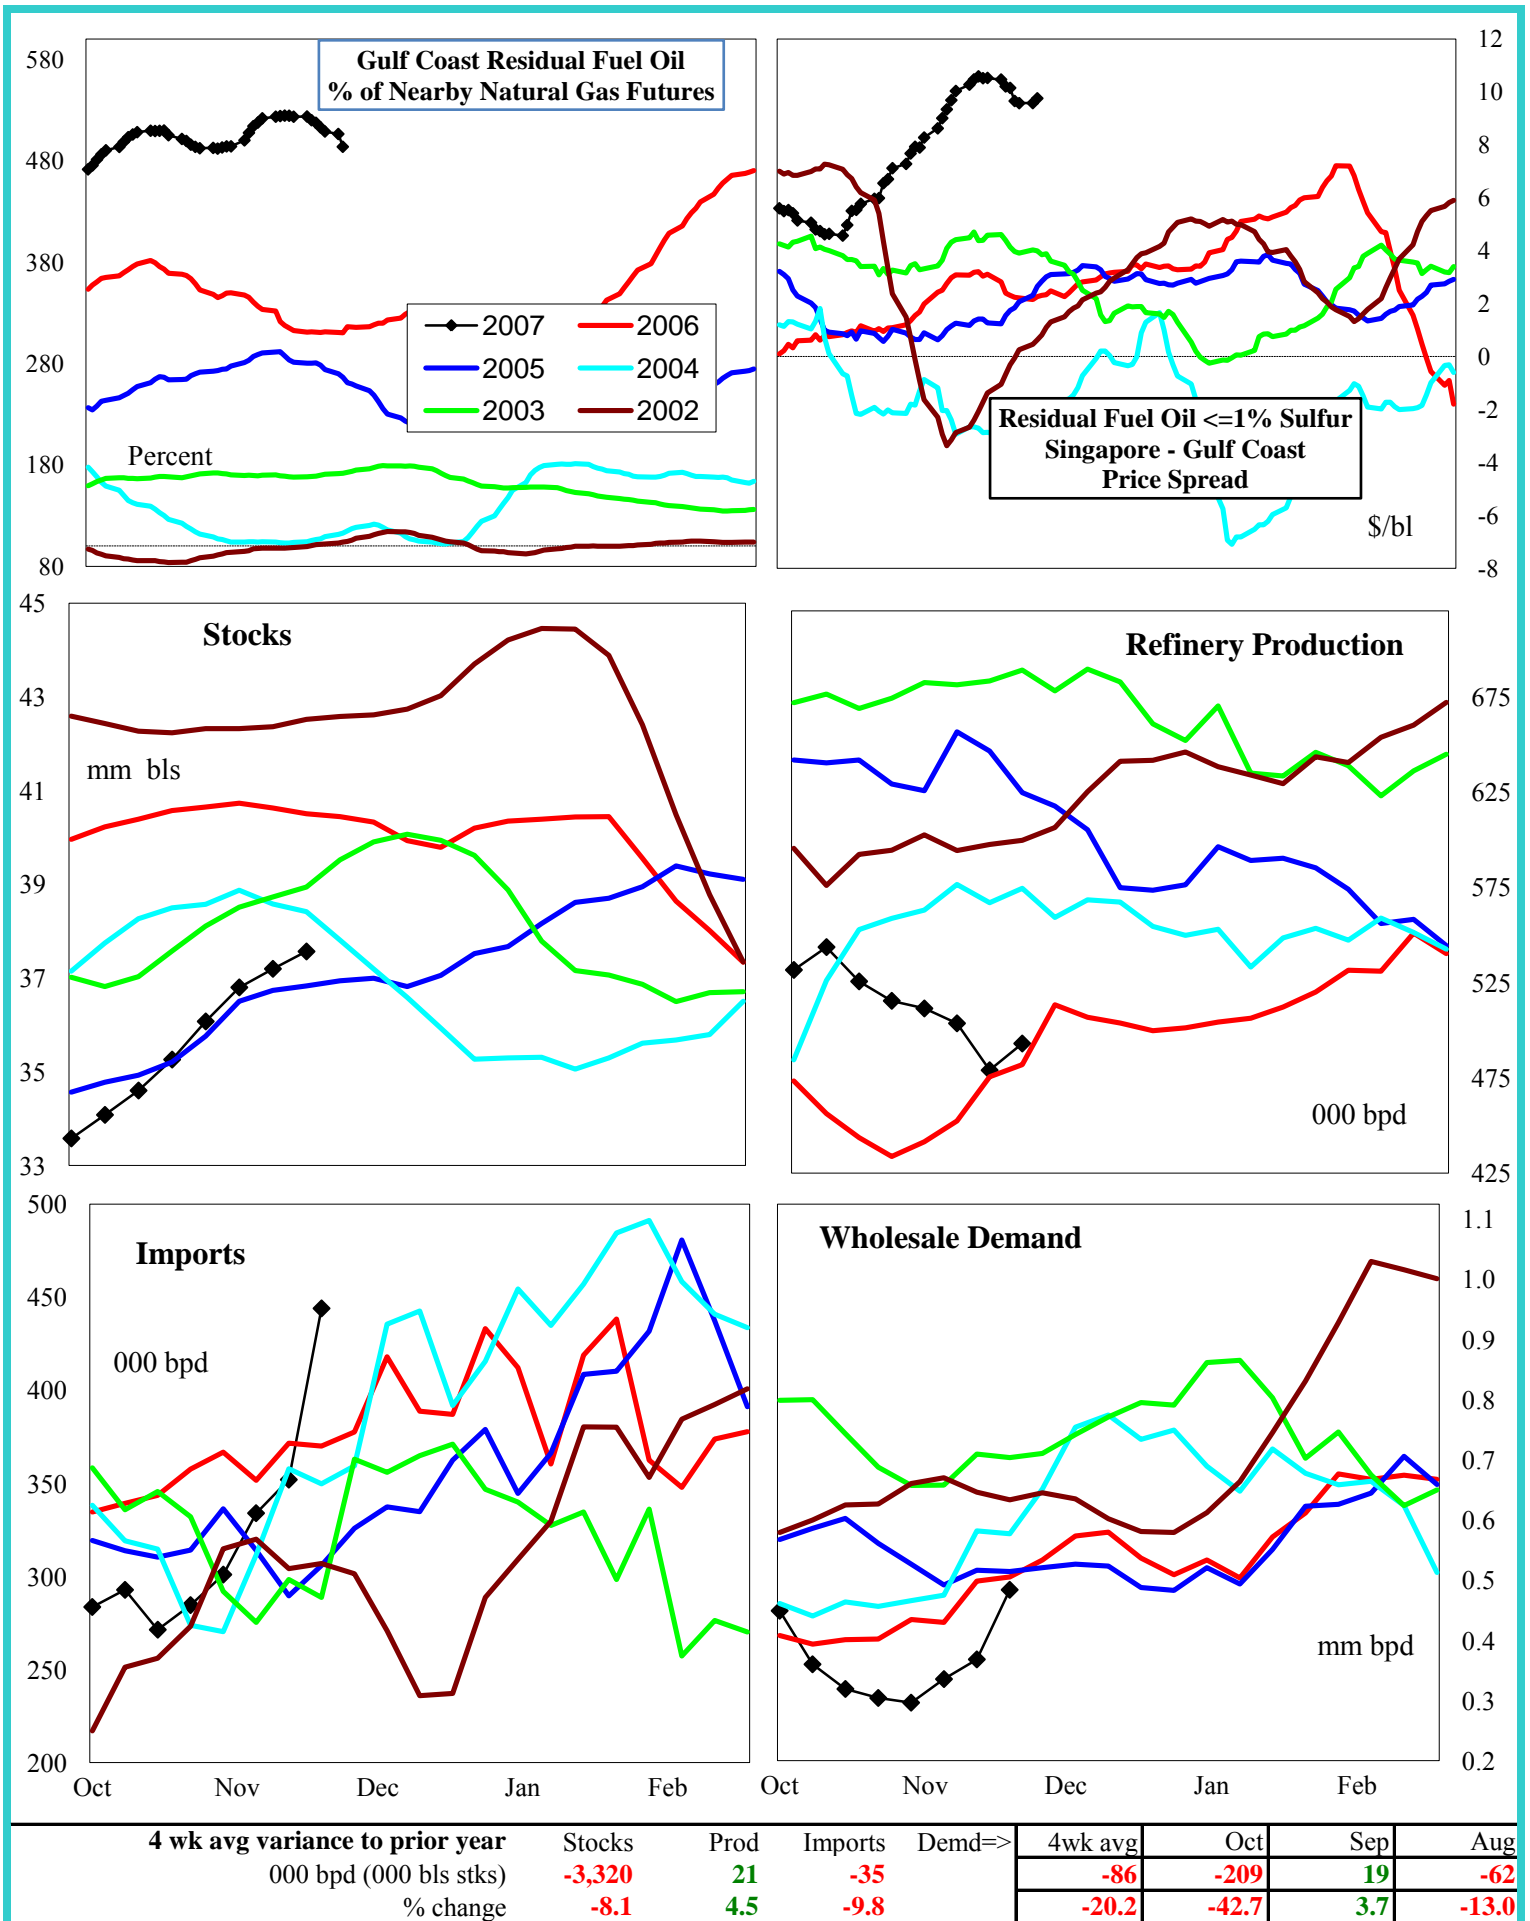 Gulf Coast Residual Fuel Oil
% of Nearby Natural Gas Futures
580
480
380
280
180
80
Percent
2007 2006
2005 2004
2003 2002
12
10
8
6
4
2
0
-2
-4
-6
-8
Residual Fuel Oil <=1% Sulfur
Singapore - Gulf Coast
Price Spread
$/bl
Stocks
mm bls
45
43
41
39
37
35
33
Refinery Production
675
625
575
525
475
425
000 bpd
Imports
000 bpd
500
450
400
350
300
250
200
Oct Nov Dec Jan Feb
Wholesale Demand
1.1
1.0
0.9
0.8
0.7
0.6
0.5
0.4
0.3
0.2
mm bpd
Oct Nov Dec Jan Feb
4 wk avg variance to prior year Stocks Prod Imports Demd=> 4wk avg Oct Sep Aug
000 bpd (000 bls stks) -3,320 21 -35 -86 -209 19 -62
% change -8.1 4.5 -9.8 -20.2 -42.7 3.7 -13.0